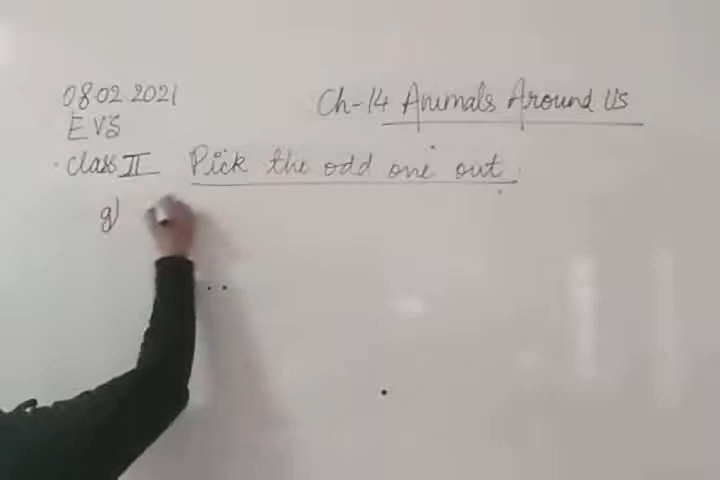 08.02.2021
Ch-14 Animals Around Us
EVS
Class II Pick the odd one out.
g)